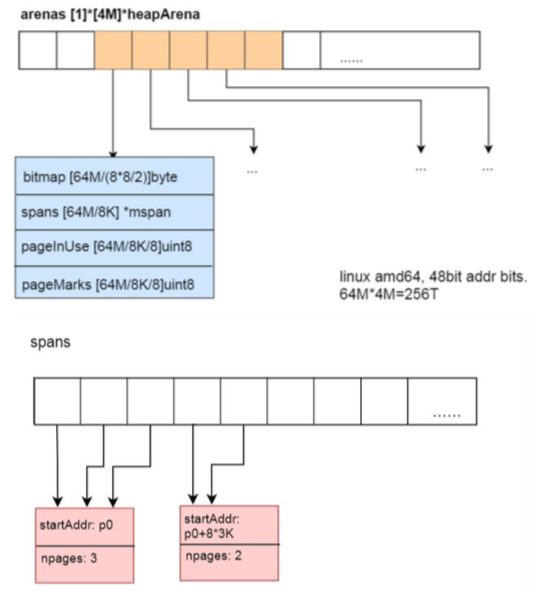 arenas [1]*[4M]*heapArena
......
bitmap [64M/(8*8/2)]byte
spans [64M/8K] *mspan
pageInUse [64M/8K/8]uint8
pageMarks [64M/8K/8]uint8
...
...
...
linux amd64, 48bit addr bits.
64M*4M=256T
spans
......
startAddr: p0
npages: 3
startAddr:
p0+8*3K
npages: 2